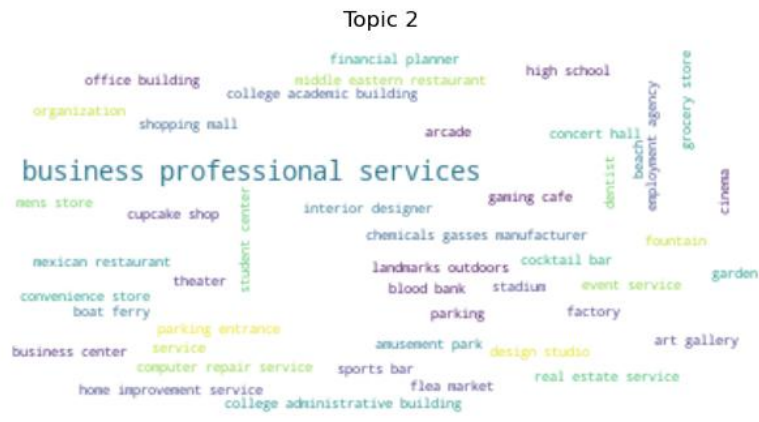 Topic 2
financial planner
high school
office building
middle eastern restaurant
college academic building
grocery store
organization
shopping mall
arcade
concert hall
beach
employment agency
business professional services
dentist
cinema
mens store
cupcake shop
student center
interior designer
gaming cafe
chemicals gasses manufacturer
fountain
mexican restaurant
theater
landmarks outdoors
cocktail bar
garden
convenience store
blood bank
stadium
event service
boat ferry
parking
factory
parking entrance
business center
service
amusement park
design studio
art gallery
computer repair service
sports bar
real estate service
home improvement service
flea market
college administrative building